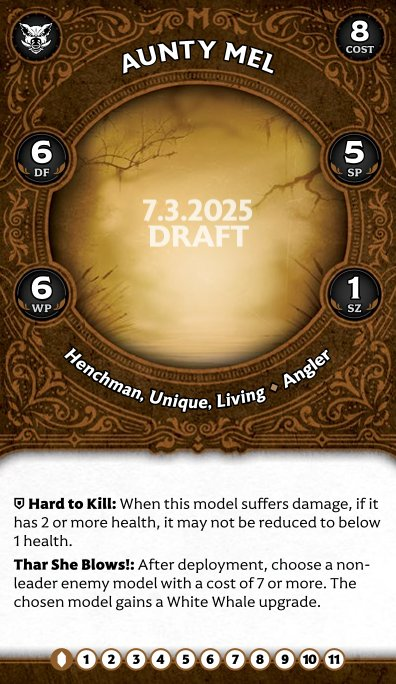 AUNTY MEL
8
COST
6
DF
5
SP
7.3.2025
DRAFT
6
WP
1
SZ
Henchman, Unique, Living ♦ Angler
Hard to Kill: When this model suffers damage, if it
has 2 or more health, it may not be reduced to below
1 health.
Thar She Blows!: After deployment, choose a non-
leader enemy model with a cost of 7 or more. The
chosen model gains a White Whale upgrade.
1 2 3 4 5 6 7 8 9 10 11